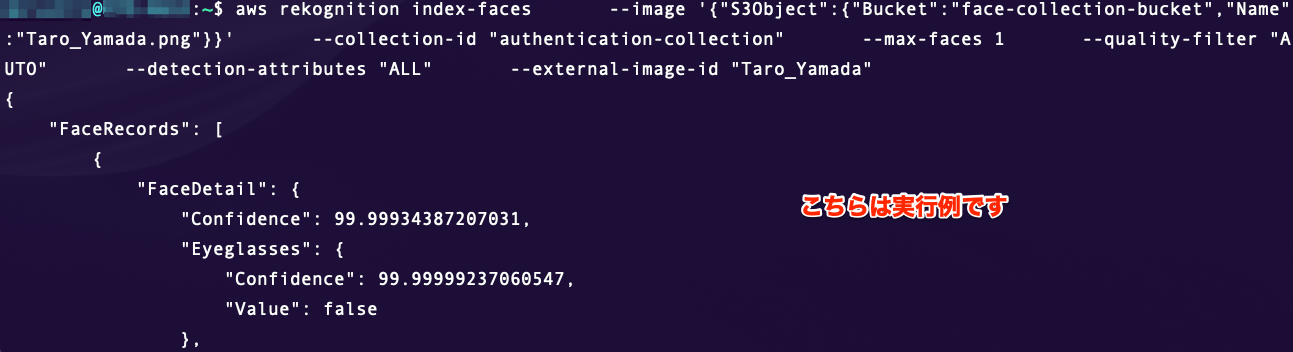 @ :~$ aws rekognition index-faces --image '{"S3Object":{"Bucket":"face-collection-bucket","Name"
:"Taro_Yamada.png"}}' --collection-id "authentication-collection" --max-faces 1 --quality-filter "A
UTO" --detection-attributes "ALL" --external-image-id "Taro_Yamada"
{
"FaceRecords": [
{
"FaceDetail": {
こちらは実行例です
"Confidence": 99.99934387207031,
"Eyeglasses": {
"Confidence": 99.99999237060547,
"Value": false
},